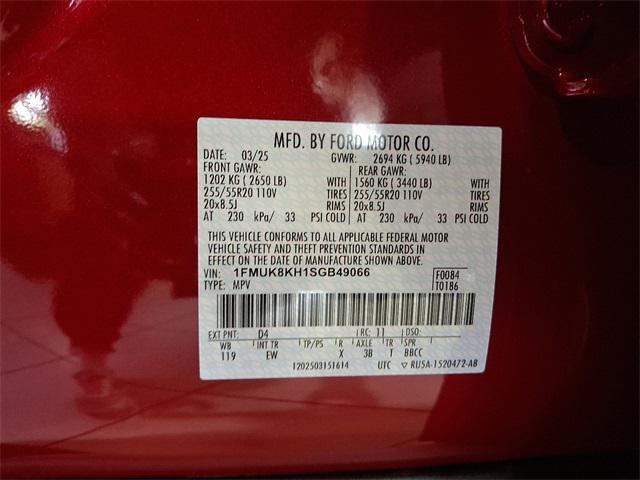 MFD. BY FORD MOTOR CO.
DATE: 03/25 GVWR: 2694 KG ( 5940 LB)
FRONT GAWR: REAR GAWR:
1202 KG ( 2650 LB) WITH 1560 KG ( 3440 LB) WITH
255/55R20 110V TIRES 255/55R20 110V TIRES
20x8.5J RIMS 20x8.5J RIMS
AT 230 kPa/ 33 PSI COLD AT 230 kPa/ 33 PSI COLD
THIS VEHICLE CONFORMS TO ALL APPLICABLE FEDERAL MOTOR
VEHICLE SAFETY AND THEFT PREVENTION STANDARDS IN
EFFECT ON THE DATE OF MANUFACTURE SHOWN ABOVE.
VIN: 1FMUK8KH1SGB49066 F0084
TYPE: MPV T0186
EXT PNT: D4 RC: 11 DSO:
WB INT TR TP/PS R AXLE TR SPR
119 EW X 3B T BBCC
1202503151614 UTC ▽ RU5A-1520472-AB